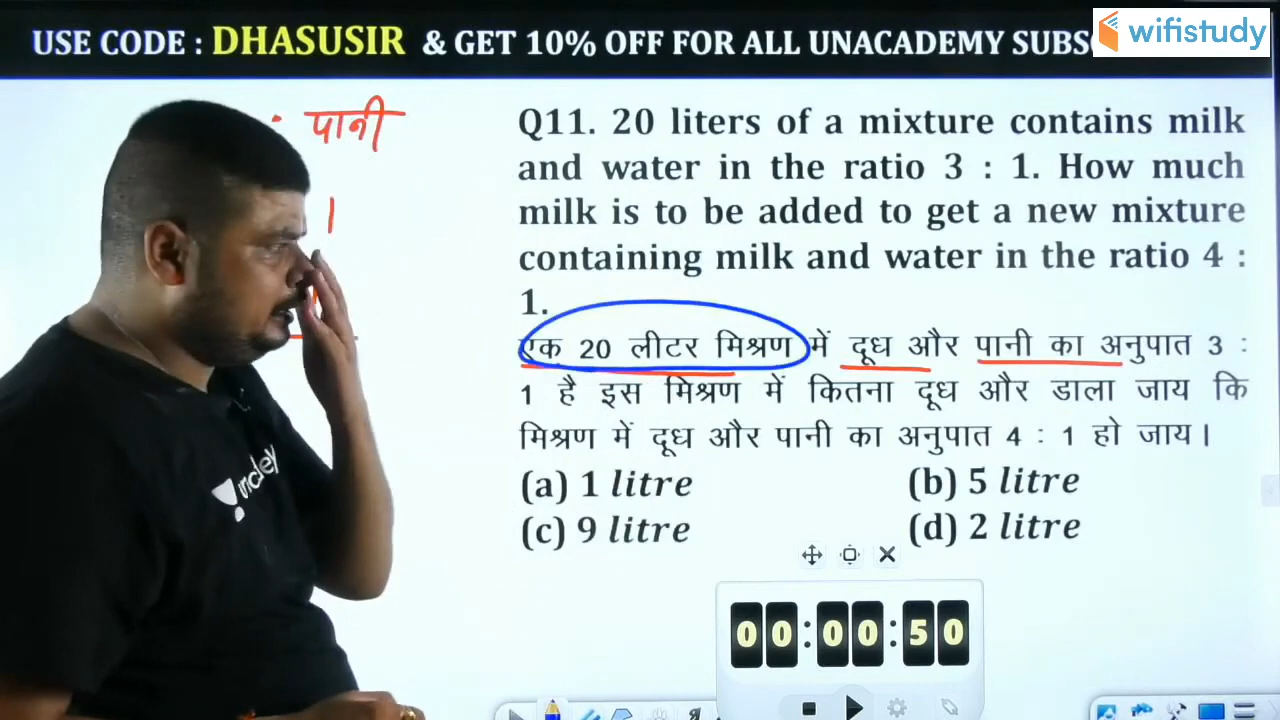 USE CODE : DHASUSIR & GET 10% OFF FOR ALL UNACADEMY SUBS
wifistudy
: पानी
1
Q11. 20 liters of a mixture contains milk
and water in the ratio 3 : 1. How much
milk is to be added to get a new mixture
containing milk and water in the ratio 4 :
1.
एक 20 लीटर मिश्रण में दूध और पानी का अनुपात 3 :
1 है इस मिश्रण में कितना दूध और डाला जाय कि
मिश्रण में दूध और पानी का अनुपात 4 : 1 हो जाय।
(a) 1 litre (b) 5 litre
(c) 9 litre (d) 2 litre
00:00:50